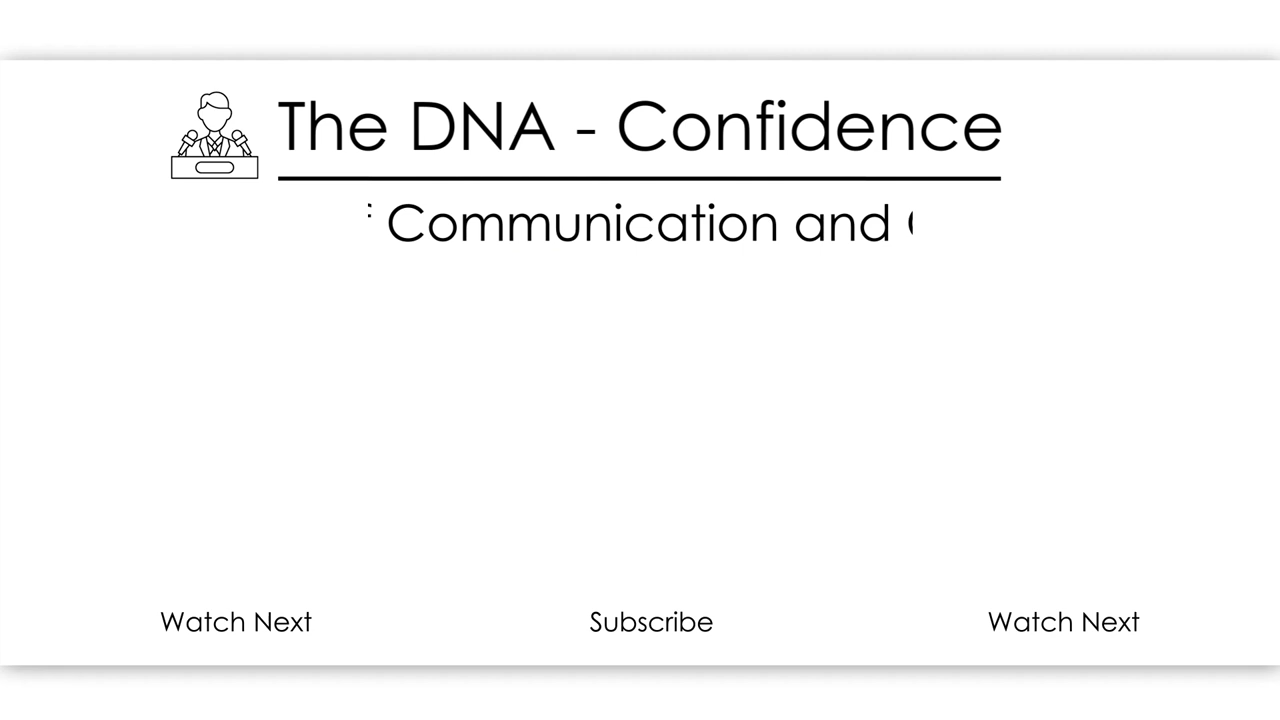 The DNA - Confidence
Communication and
Watch Next
Subscribe
Watch Next